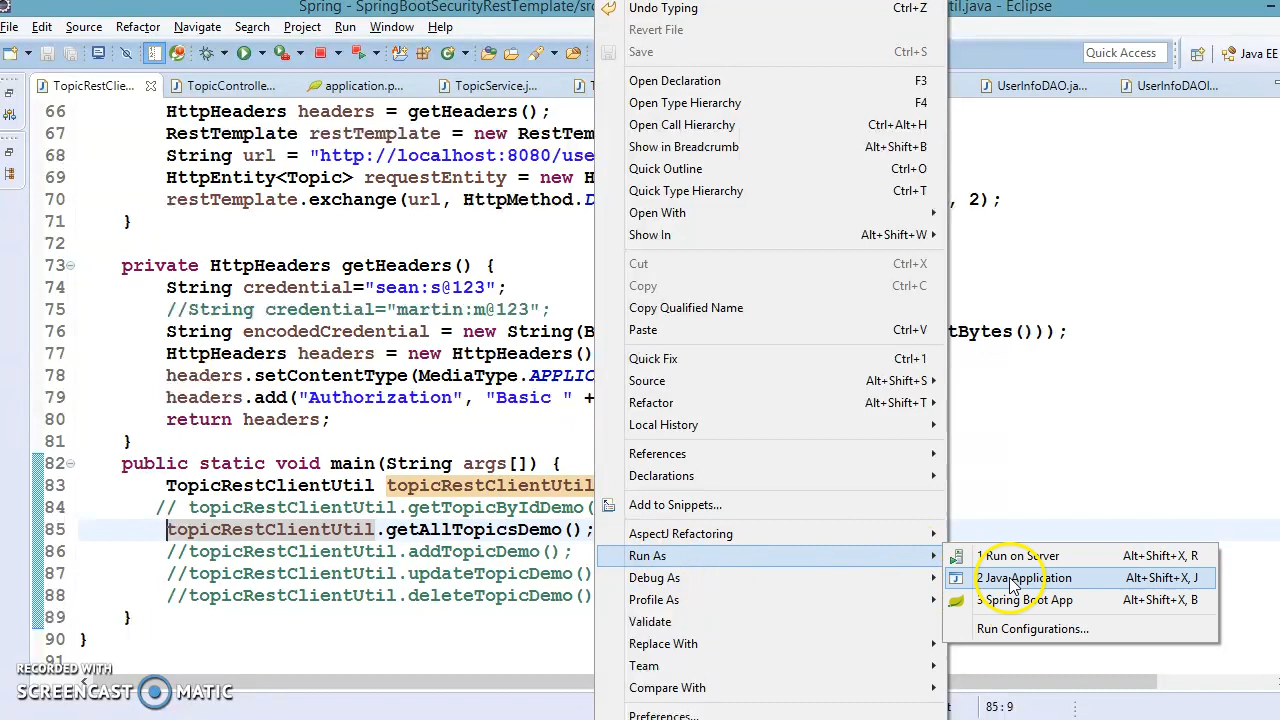 Spring - SpringBootSecurityRestTemplate/src
til.java - Eclipse
File Edit Source Refactor Navigate Search Project Run Window Help
Quick Access
Java EE
TopicRestClie...
TopicControlle...
application.p...
TopicService.j...
UserInfoDAO.ja...
UserInfoDAOI...
66 HttpHeaders headers = getHeaders();
67 RestTemplate restTemplate = new RestTem
68 String url = "http://localhost:8080/use
69 HttpEntity<Topic> requestEntity = new H
70 restTemplate.exchange(url, HttpMethod.D , 2);
71 }
72
73 private HttpHeaders getHeaders() {
74 String credential="sean:s@123";
75 //String credential="martin:m@123";
76 String encodedCredential = new String(B tBytes()));
77 HttpHeaders headers = new HttpHeaders()
78 headers.setContentType(MediaType.APPLIC
79 headers.add("Authorization", "Basic " +
80 return headers;
81 }
82 public static void main(String args[]) {
83 TopicRestClientUtil topicRestClientUtil
84 // topicRestClientUtil.getTopicByIdDemo(
85 topicRestClientUtil.getAllTopicsDemo();
86 //topicRestClientUtil.addTopicDemo();
87 //topicRestClientUtil.updateTopicDemo()
88 //topicRestClientUtil.deleteTopicDemo()
89 }
90 }
91
Undo Typing Ctrl+Z
Revert File
Save Ctrl+S
Open Declaration F3
Open Type Hierarchy F4
Open Call Hierarchy Ctrl+Alt+H
Show in Breadcrumb Alt+Shift+B
Quick Outline Ctrl+O
Quick Type Hierarchy Ctrl+T
Open With
Show In Alt+Shift+W
Cut Ctrl+X
Copy Ctrl+C
Copy Qualified Name
Paste Ctrl+V
Quick Fix Ctrl+1
Source Alt+Shift+S
Refactor Alt+Shift+T
Local History
References
Declarations
Add to Snippets...
AspectJ Refactoring
Run As
Debug As
Profile As
Validate
Replace With
Team
Compare With
Preferences...
1 Run on Server Alt+Shift+X, R
2 Java Application Alt+Shift+X, J
3 Spring Boot App Alt+Shift+X, B
Run Configurations...
RECORDED WITH
SCREENCAST MATIC
85 : 9